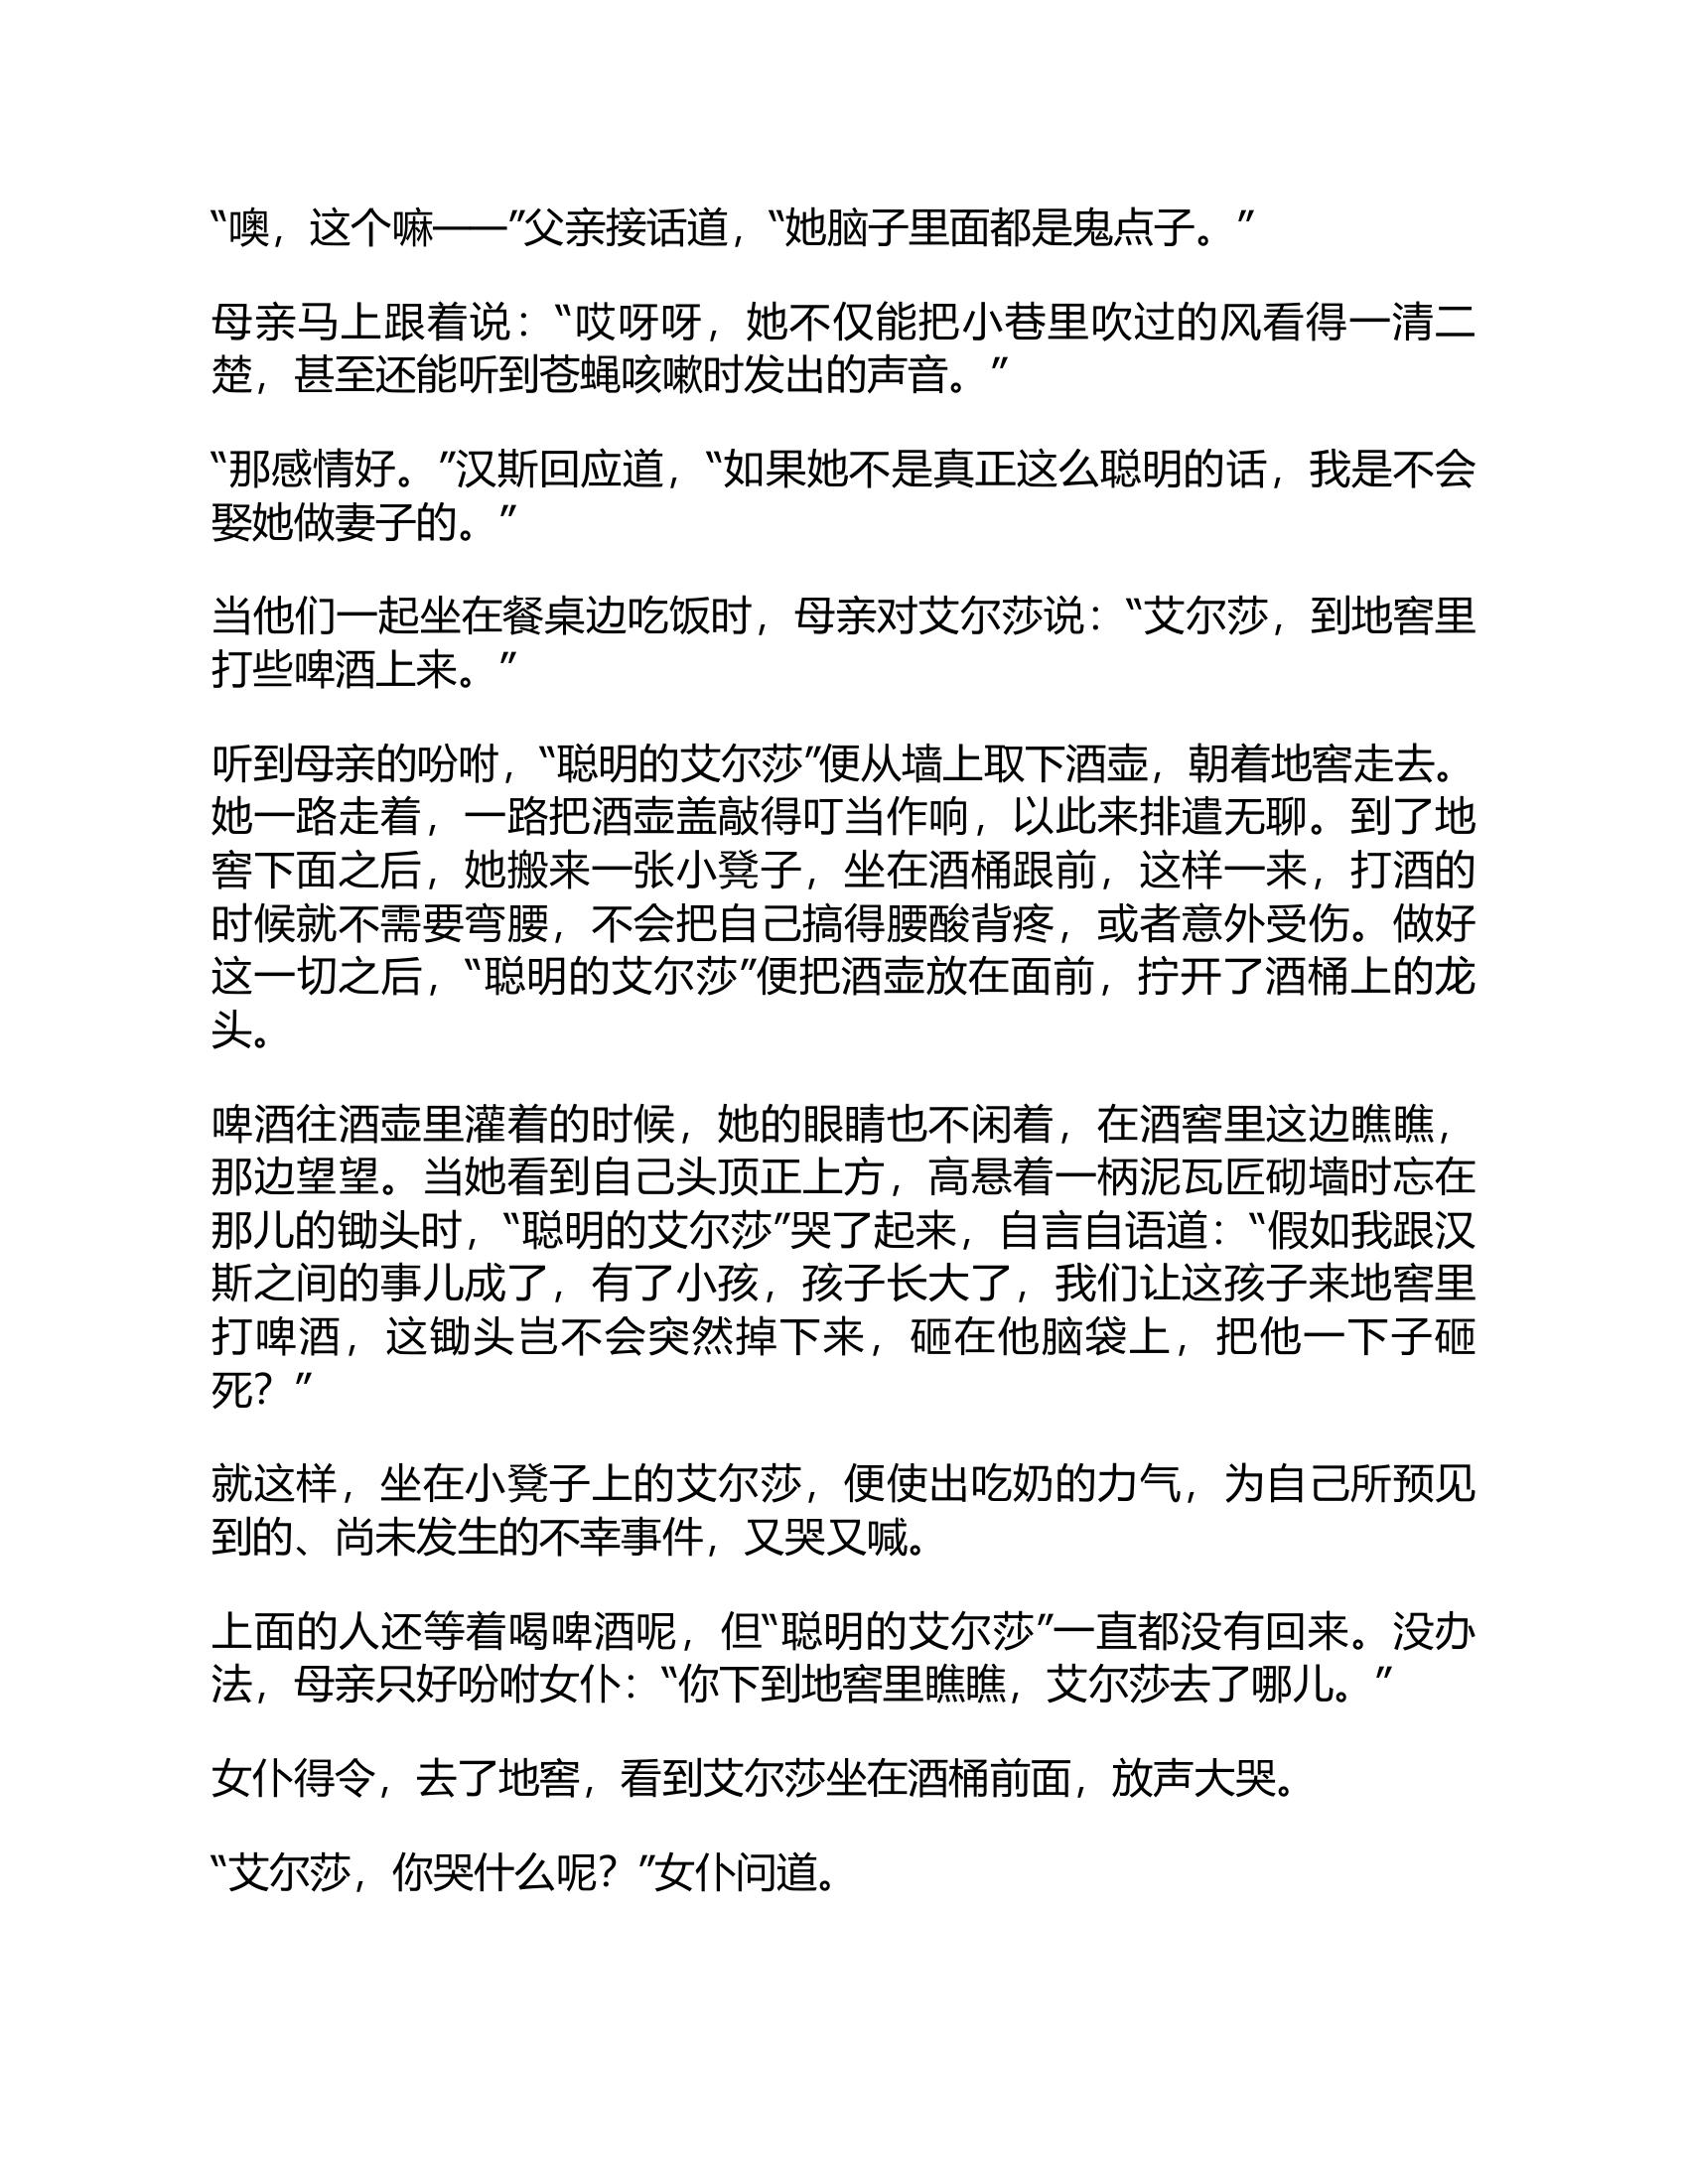 “噢，这个嘛——”父亲接话道，“她脑子里面都是鬼点子。”
母亲马上跟着说：“哎呀呀，她不仅能把小巷里吹过的风看得一清二
楚，甚至还能听到苍蝇咳嗽时发出的声音。”
“那感情好。”汉斯回应道，“如果她不是真正这么聪明的话，我是不会
娶她做妻子的。”
当他们一起坐在餐桌边吃饭时，母亲对艾尔莎说：“艾尔莎，到地窖里
打些啤酒上来。”
听到母亲的吩咐，“聪明的艾尔莎”便从墙上取下酒壶，朝着地窖走去。
她一路走着，一路把酒壶盖敲得叮当作响，以此来排遣无聊。到了地
窖下面之后，她搬来一张小凳子，坐在酒桶跟前，这样一来，打酒的
时候就不需要弯腰，不会把自己搞得腰酸背疼，或者意外受伤。做好
这一切之后，“聪明的艾尔莎”便把酒壶放在面前，拧开了酒桶上的龙
头。
啤酒往酒壶里灌着的时候，她的眼睛也不闲着，在酒窖里这边瞧瞧，
那边望望。当她看到自己头顶正上方，高悬着一柄泥瓦匠砌墙时忘在
那儿的锄头时，“聪明的艾尔莎”哭了起来，自言自语道：“假如我跟汉
斯之间的事儿成了，有了小孩，孩子长大了，我们让这孩子来地窖里
打啤酒，这锄头岂不会突然掉下来，砸在他脑袋上，把他一下子砸
死？”
就这样，坐在小凳子上的艾尔莎，便使出吃奶的力气，为自己所预见
到的、尚未发生的不幸事件，又哭又喊。
上面的人还等着喝啤酒呢，但“聪明的艾尔莎”一直都没有回来。没办
法，母亲只好吩咐女仆：“你下到地窖里瞧瞧，艾尔莎去了哪儿。”
女仆得令，去了地窖，看到艾尔莎坐在酒桶前面，放声大哭。
“艾尔莎，你哭什么呢？”女仆问道。